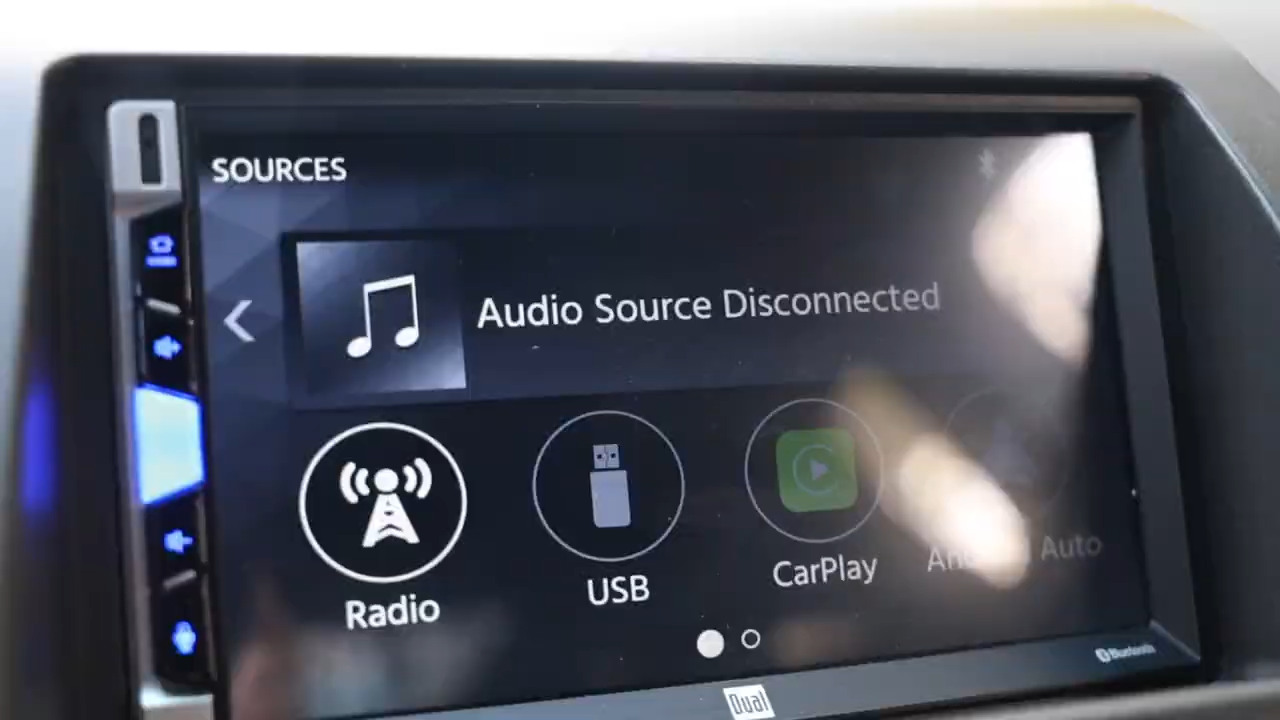 SOURCES
Audio Source Disconnected
Radio
USB
CarPlay
Auto
Dual
Bluetooth